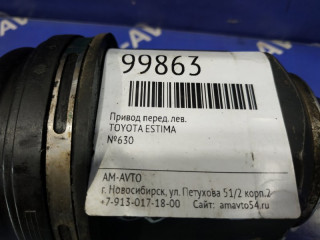 99863
Привод перед. лев.
TOYOTA ESTIMA
№630
AM-AVTO
г. Новосибирск, ул. Петухова 51/2 корп.2
+7-913-017-18-00 Сайт: amavto54.ru